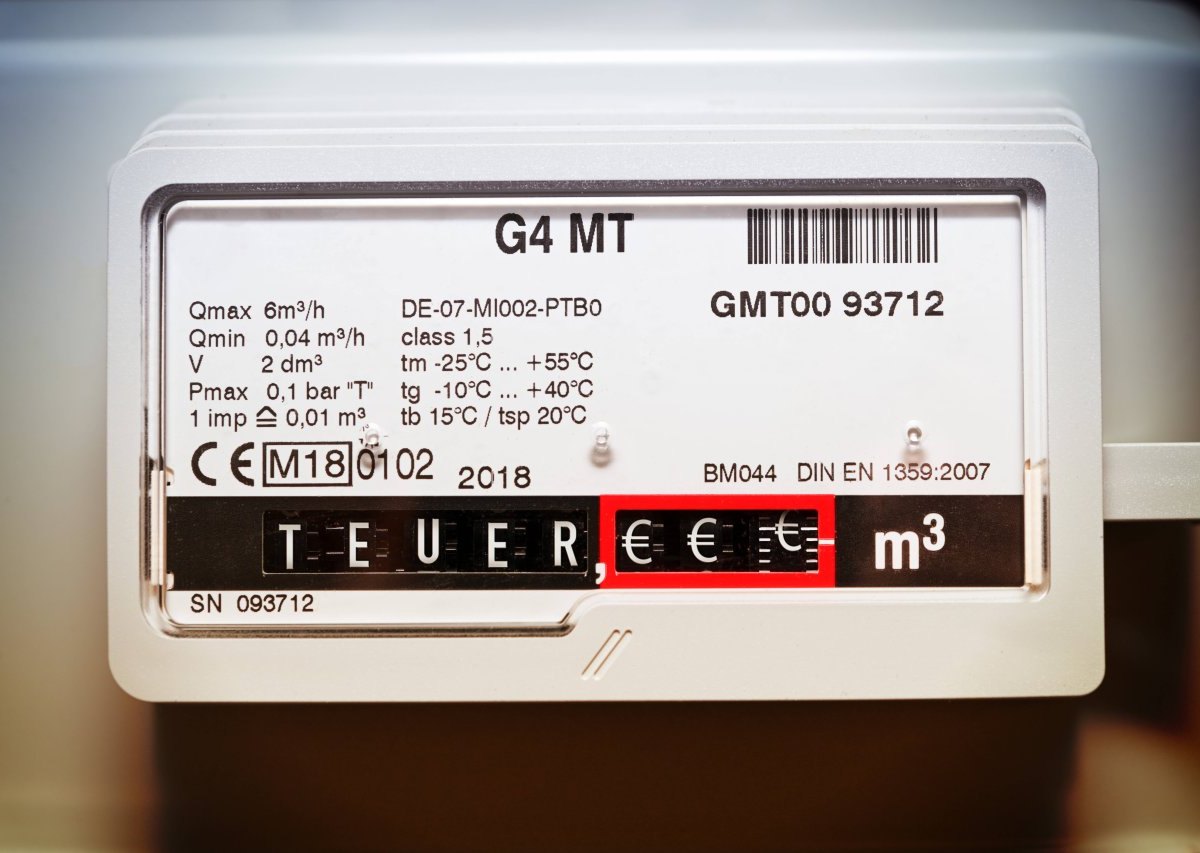 G4 MT
GMT00 93712
Qmax 6m³/h
Qmin 0,04 m³/h
V 2 dm³
Pmax 0,1 bar "T"
1 imp ≙ 0,01 m³
DE-07-MI002-PTB0
class 1,5
tm -25°C ... +55°C
tg -10°C ... +40°C
tb 15°C / tsp 20°C
CE M18 0102 2018
BM044 DIN EN 1359:2007
TEUER,€€€ m³
SN 093712